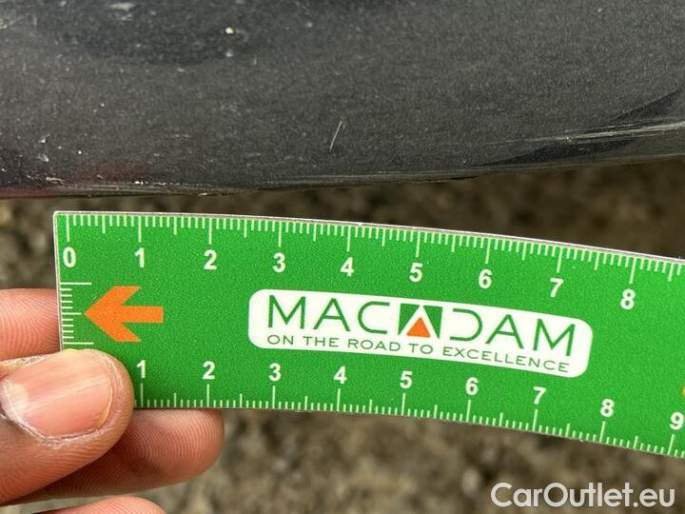 0 1 2 3 4 5 6 7 8
MACADAM
ON THE ROAD TO EXCELLENCE
1 2 3 4 5 6 7 8 9
CarOutlet.eu